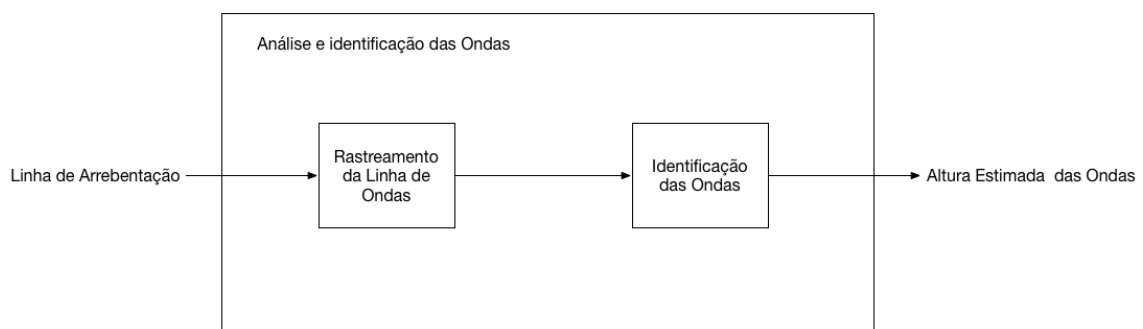 Análise e identificação das Ondas
Linha de Arrebentação
Rastreamento
da Linha de
Ondas
Identificação
das Ondas
Altura Estimada das Ondas